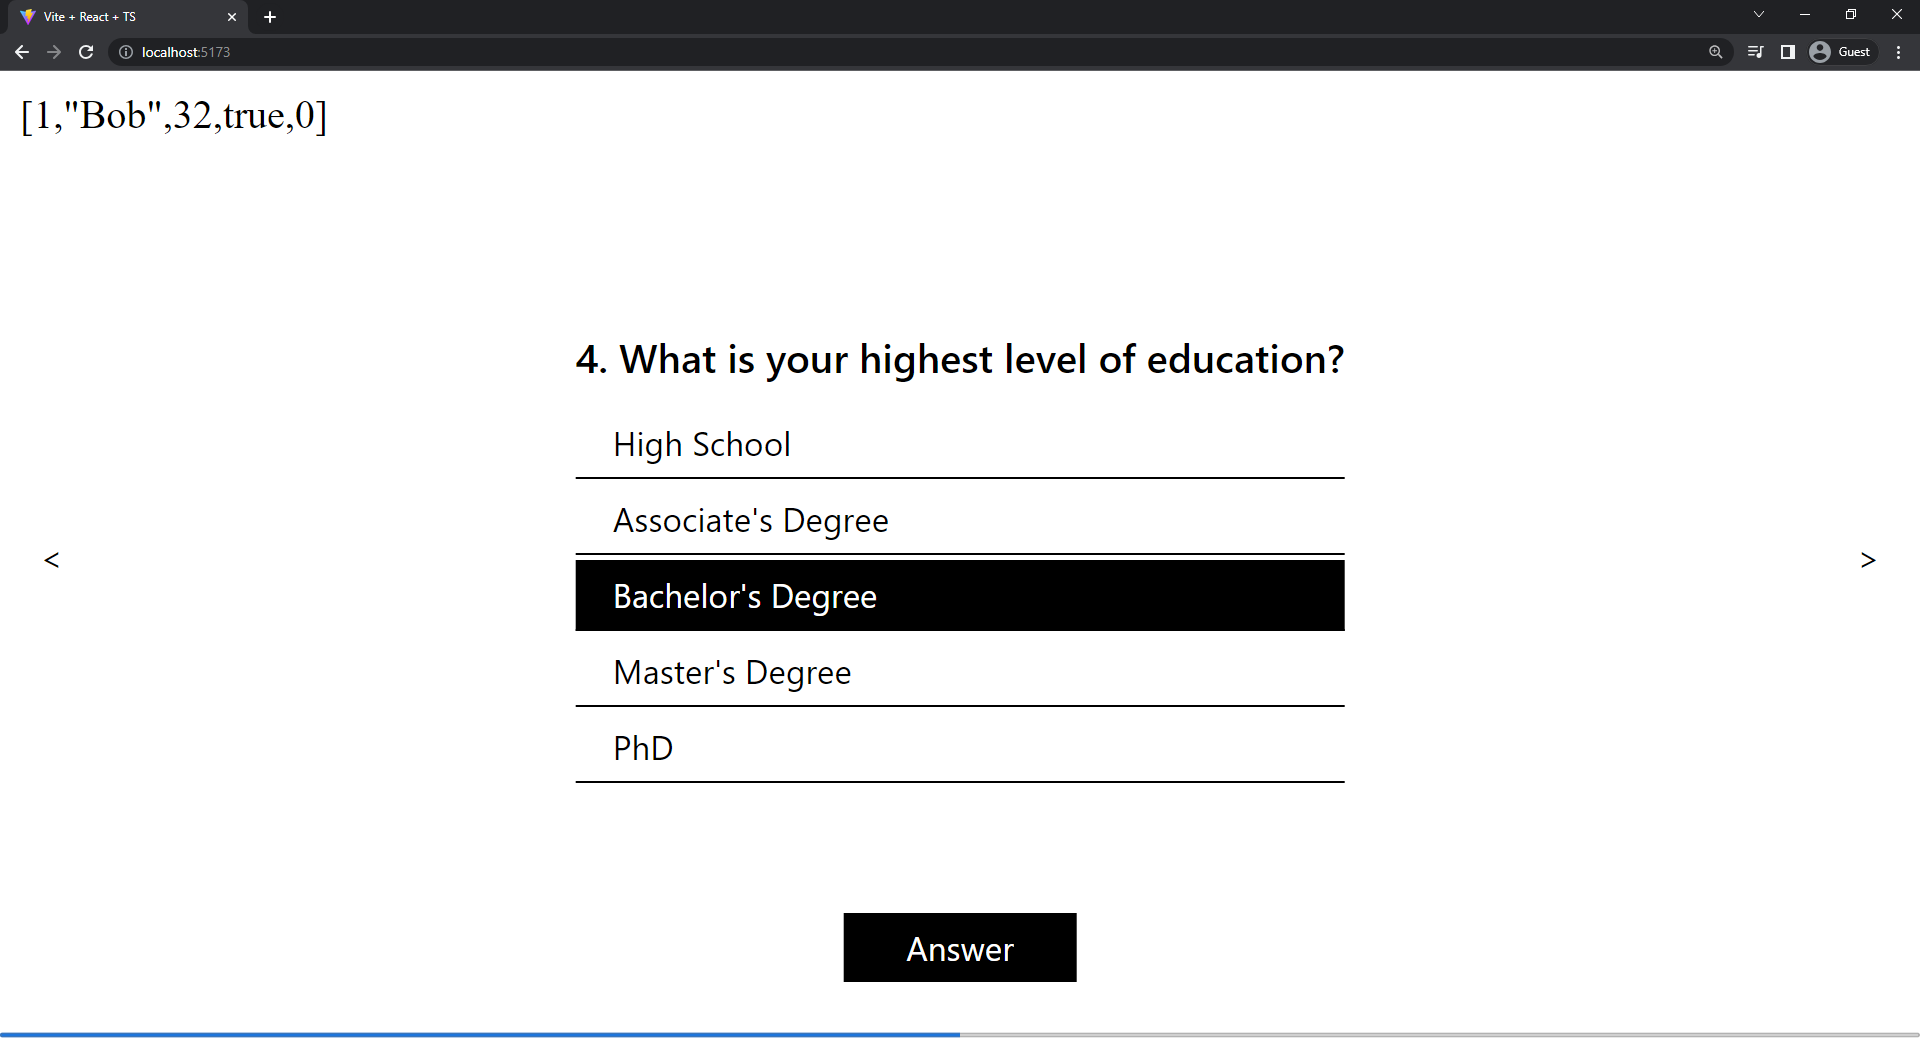 Vite + React + TS
localhost:5173
Guest
[1,"Bob",32,true,0]
4. What is your highest level of education?
High School
Associate's Degree
<
>
Bachelor's Degree
Master's Degree
PhD
Answer